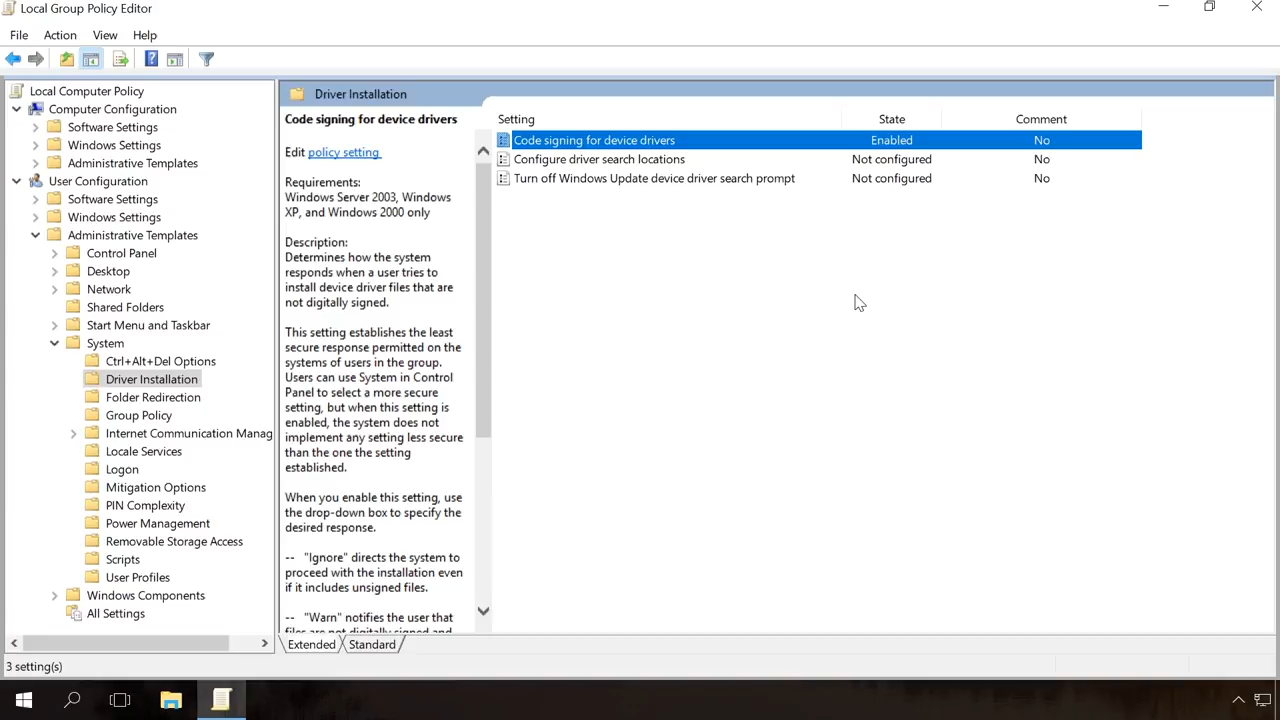 Local Group Policy Editor
File Action View Help
Local Computer Policy
Computer Configuration
Software Settings
Windows Settings
Administrative Templates
User Configuration
Software Settings
Windows Settings
Administrative Templates
Control Panel
Desktop
Network
Shared Folders
Start Menu and Taskbar
System
Ctrl+Alt+Del Options
Driver Installation
Folder Redirection
Group Policy
Internet Communication Manag
Locale Services
Logon
Mitigation Options
PIN Complexity
Power Management
Removable Storage Access
Scripts
User Profiles
Windows Components
All Settings
Driver Installation
Code signing for device drivers
Edit policy setting
Requirements:
Windows Server 2003, Windows
XP, and Windows 2000 only
Description:
Determines how the system
responds when a user tries to
install device driver files that are
not digitally signed.
This setting establishes the least
secure response permitted on the
systems of users in the group.
Users can use System in Control
Panel to select a more secure
setting, but when this setting is
enabled, the system does not
implement any setting less secure
than the one the setting
established.
When you enable this setting, use
the drop-down box to specify the
desired response.
-- "Ignore" directs the system to
proceed with the installation even
if it includes unsigned files.
-- "Warn" notifies the user that
files are not digitally signed and
Setting State Comment
Code signing for device drivers Enabled No
Configure driver search locations Not configured No
Turn off Windows Update device driver search prompt Not configured No
Extended Standard
3 setting(s)